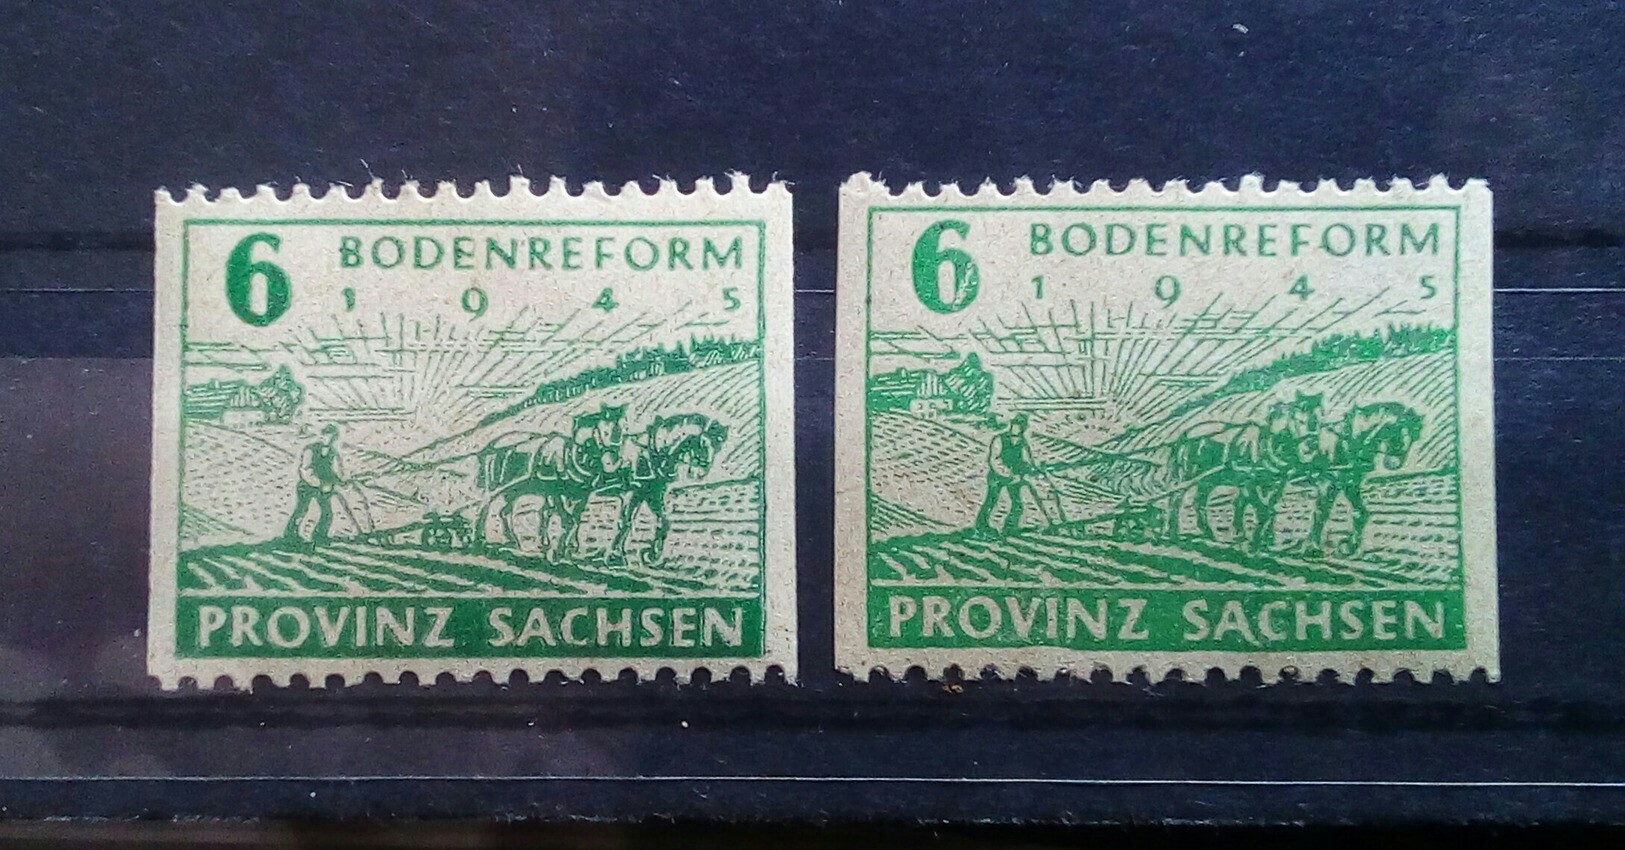 6 BODENREFORM
1 9 4 5
PROVINZ SACHSEN
6 BODENREFORM
1 9 4 5
PROVINZ SACHSEN